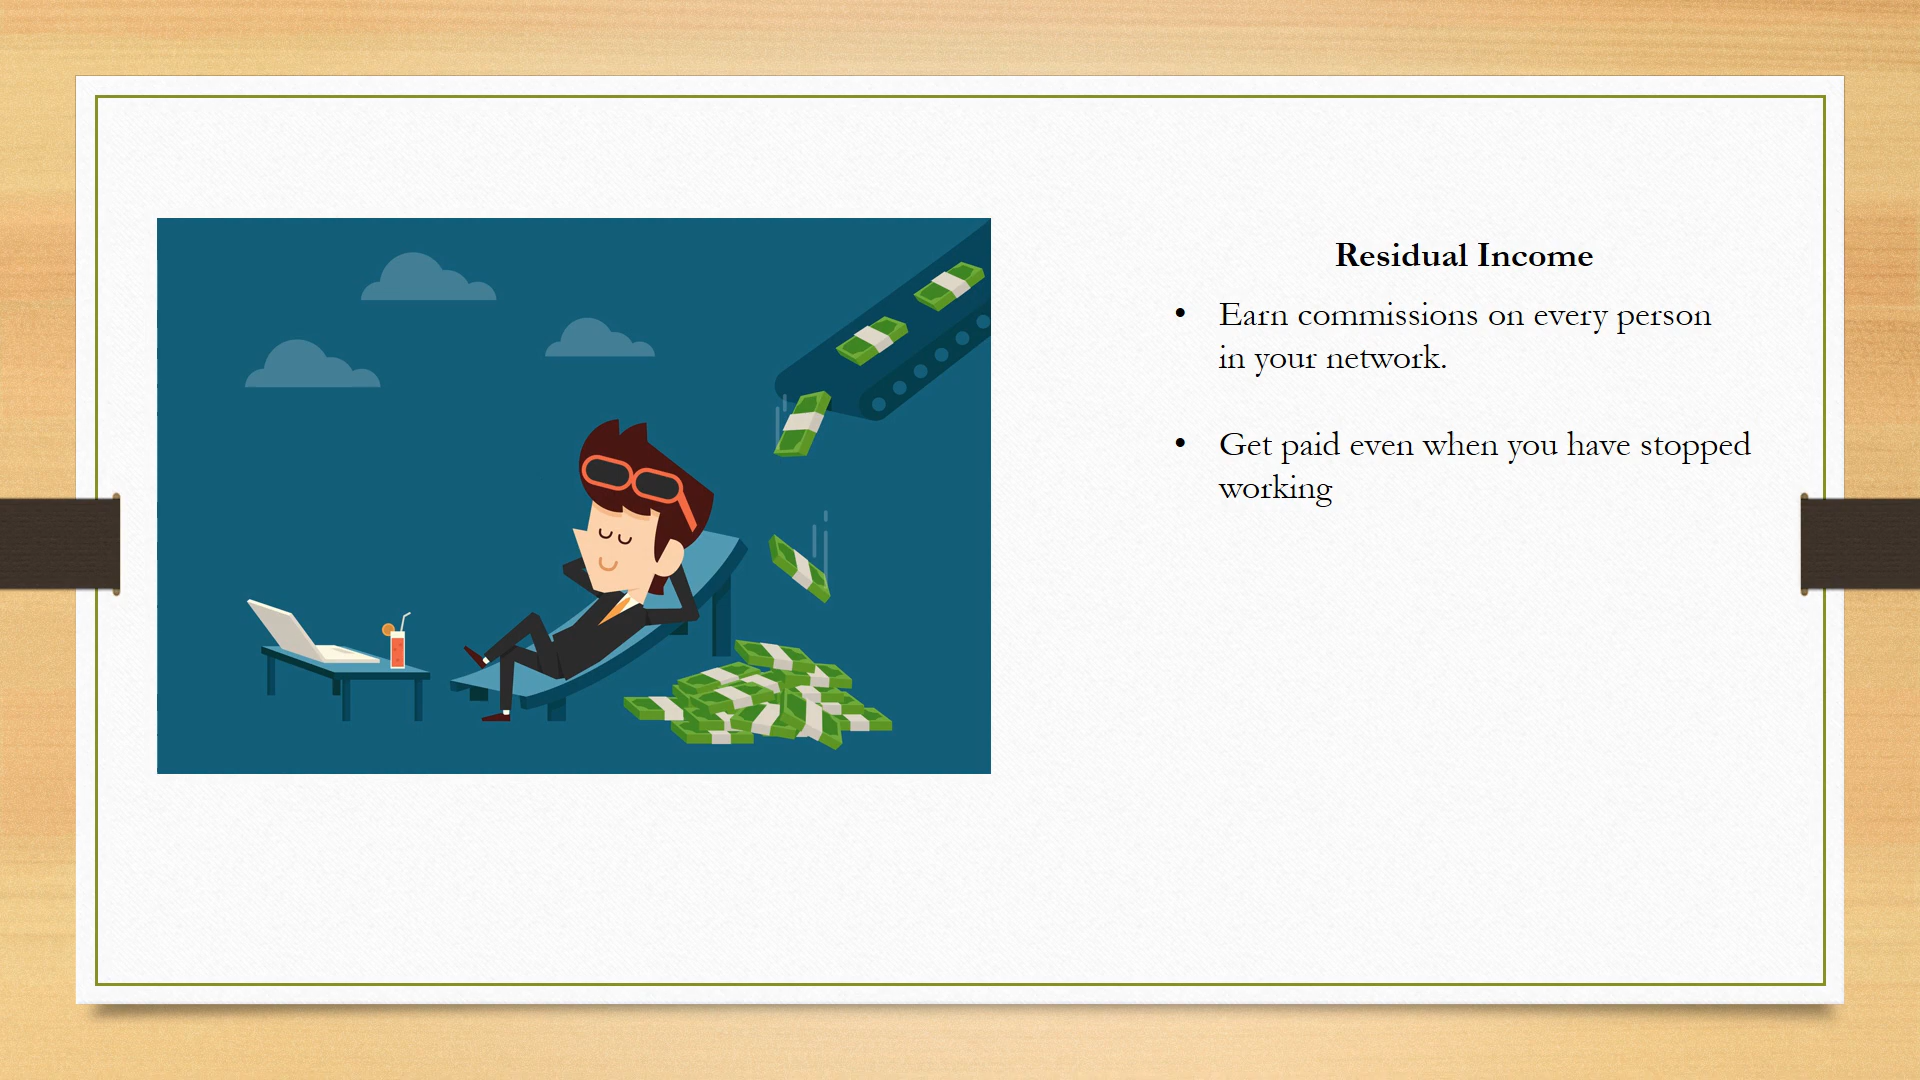 Residual Income
• Earn commissions on every person
in your network.
• Get paid even when you have stopped
working